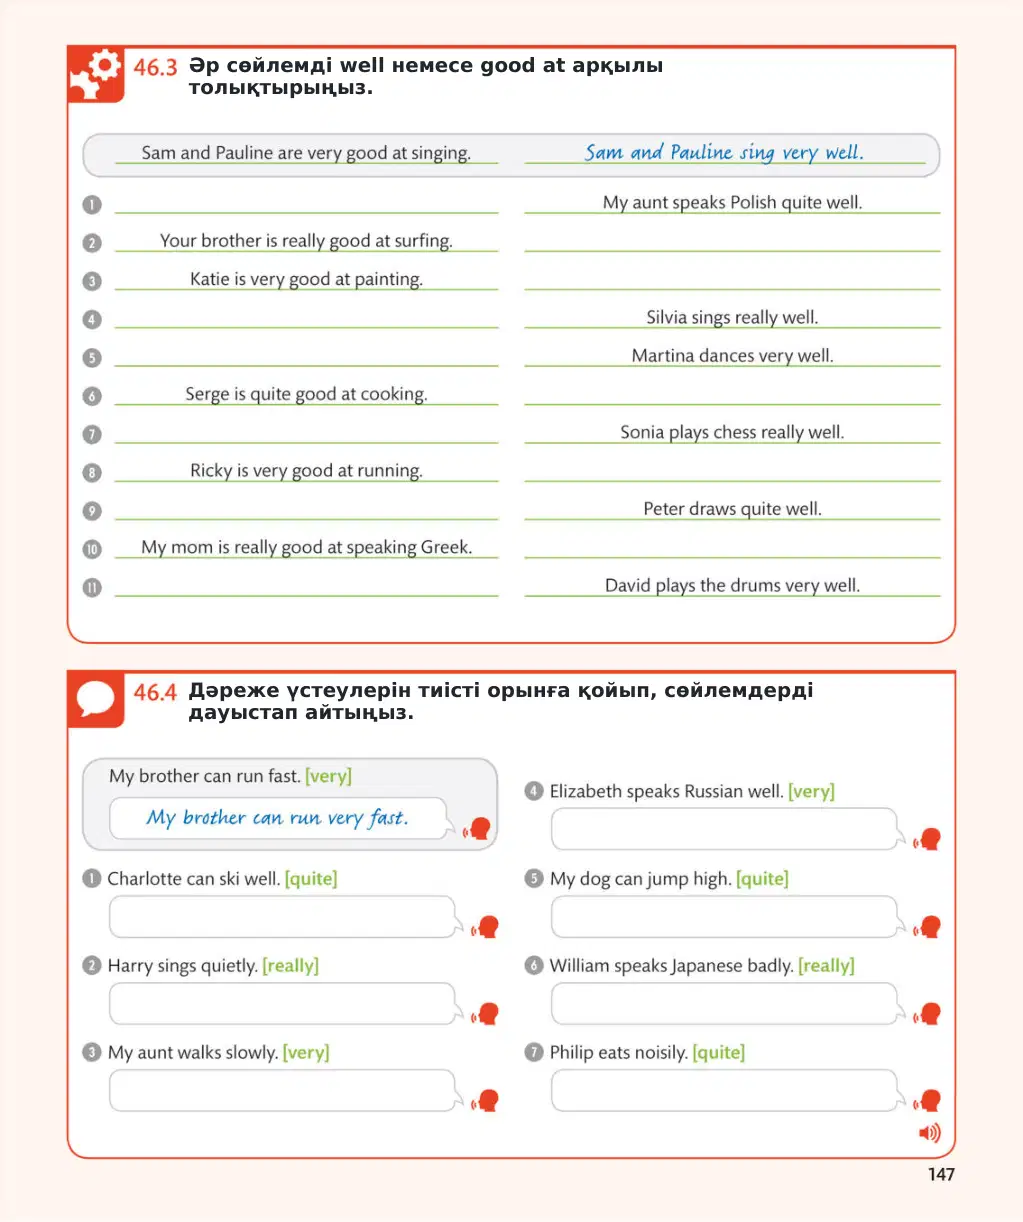 46.3 Әр сөйлемді well немесе good at арқылы
толықтырыңыз.
Sam and Pauline are very good at singing. Sam and Pauline sing very well.
1 My aunt speaks Polish quite well.
2 Your brother is really good at surfing.
3 Katie is very good at painting.
4 Silvia sings really well.
5 Martina dances very well.
6 Serge is quite good at cooking.
7 Sonia plays chess really well.
8 Ricky is very good at running.
9 Peter draws quite well.
10 My mom is really good at speaking Greek.
11 David plays the drums very well.
46.4 Дәреже үстеулерін тиісті орынға қойып, сөйлемдерді
дауыстап айтыңыз.
My brother can run fast. [very]
My brother can run very fast.
1 Charlotte can ski well. [quite]
2 Harry sings quietly. [really]
3 My aunt walks slowly. [very]
4 Elizabeth speaks Russian well. [very]
5 My dog can jump high. [quite]
6 William speaks Japanese badly. [really]
7 Philip eats noisily. [quite]
147